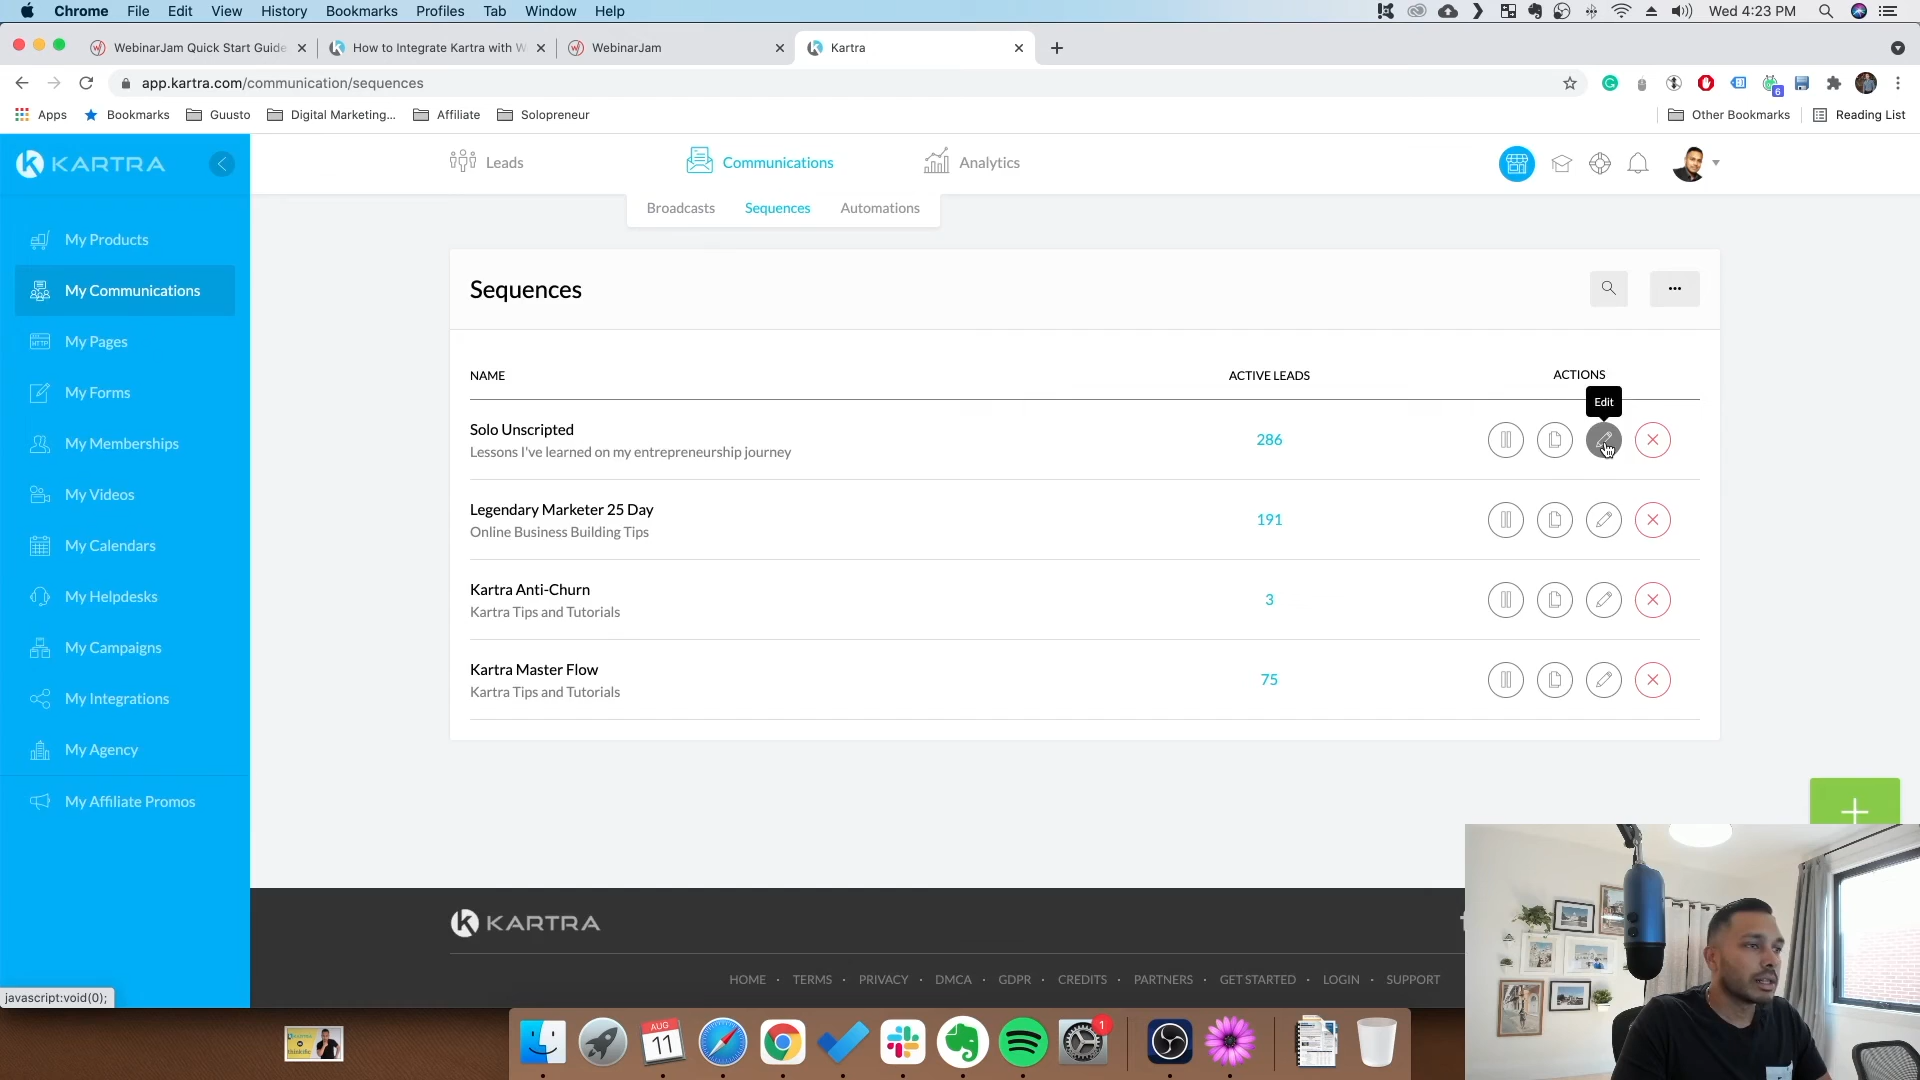 Chrome File Edit View History Bookmarks Profiles Tab Window Help
Wed 4:23 PM
WebinarJam Quick Start Guide
How to Integrate Kartra with W
WebinarJam
Kartra
app.kartra.com/communication/sequences
6
Apps Bookmarks Guusto Digital Marketing... Affiliate Solopreneur Other Bookmarks Reading List
KARTRA
Leads Communications Analytics
Broadcasts Sequences Automations
My Products
My Communications
My Pages
HTTP
My Forms
My Memberships
My Videos
My Calendars
My Helpdesks
My Campaigns
My Integrations
My Agency
My Affiliate Promos
Sequences
...
NAME ACTIVE LEADS ACTIONS
Edit
Solo Unscripted
Lessons I've learned on my entrepreneurship journey
286
Legendary Marketer 25 Day
Online Business Building Tips
191
Kartra Anti-Churn
Kartra Tips and Tutorials
3
Kartra Master Flow
Kartra Tips and Tutorials
75
KARTRA
HOME · TERMS · PRIVACY · DMCA · GDPR · CREDITS · PARTNERS · GET STARTED · LOGIN · SUPPORT
javascript:void(0);
thinkific
AUG
11
1